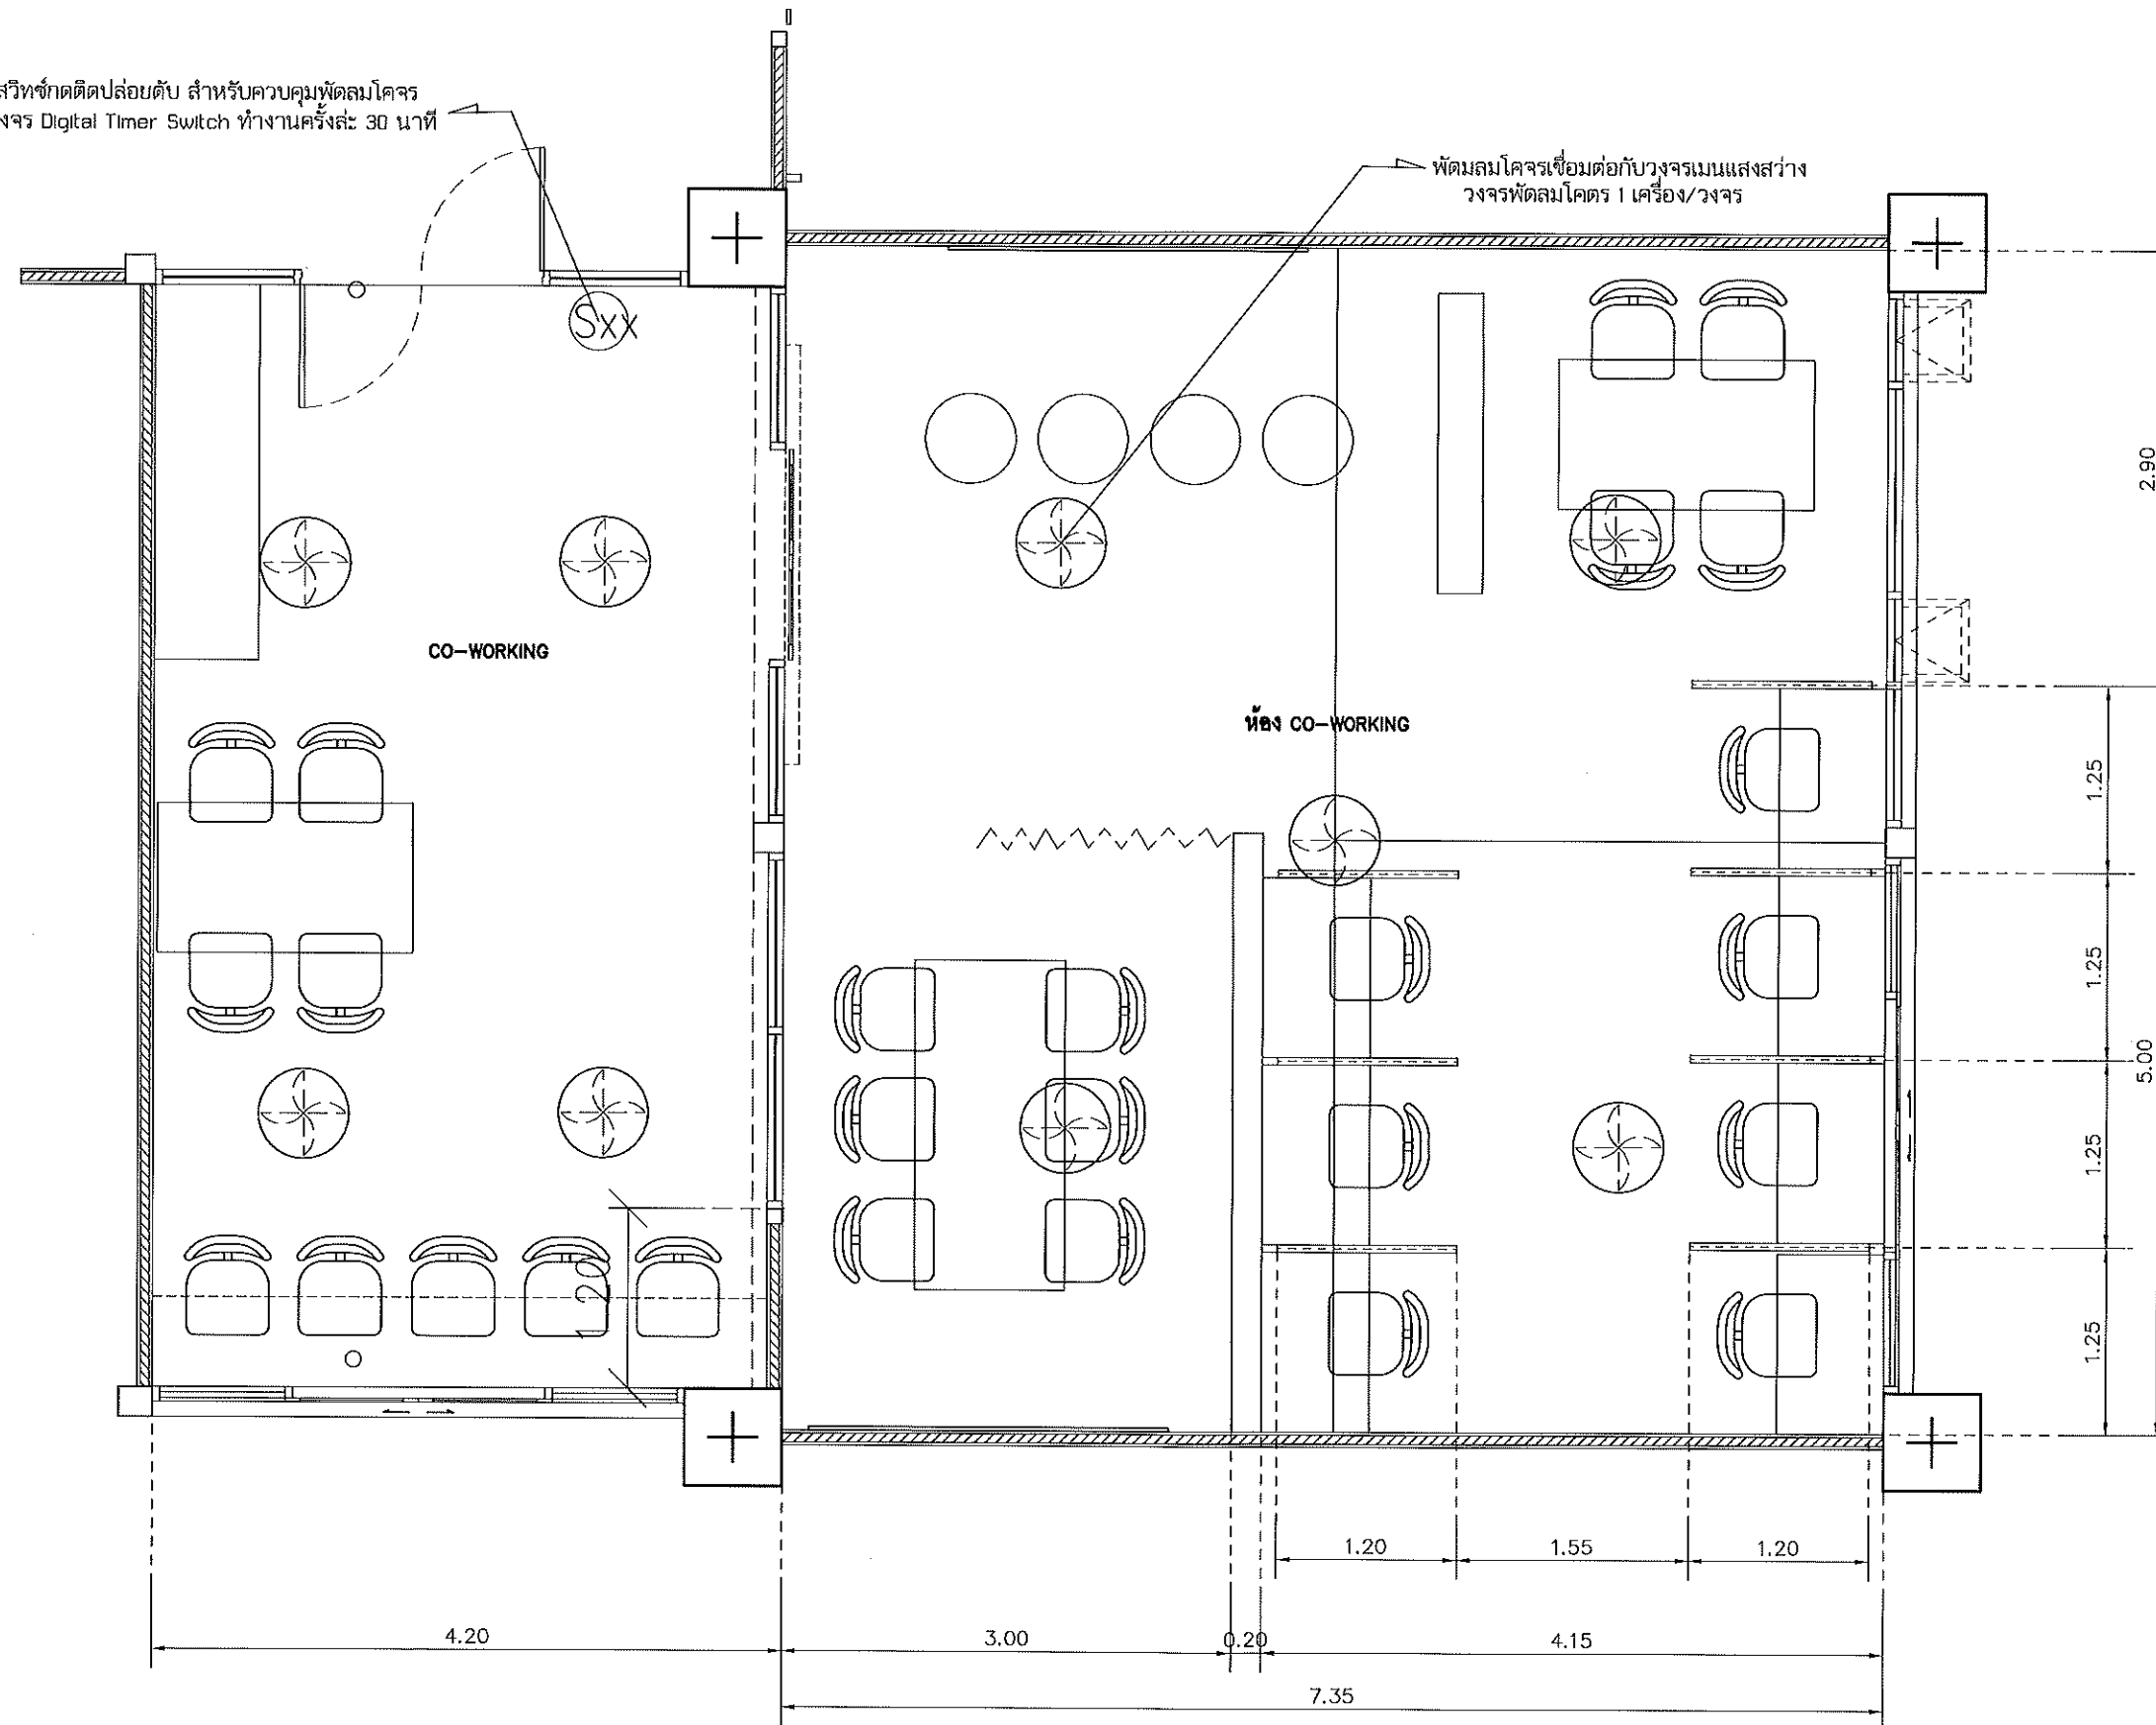 สวิทช์กดติดปล่อยดับ สำหรับควบคุมพัดลมโคจร
Digital Timer Switch ทำงานครั้งล่ะ 30 นาที
พัดมลมโคจรเชื่อมต่อกับวงจรเมนแสงสว่าง
วงจรพัดลมโคตร 1 เครื่อง/วงจร
Sxx
CO-WORKING
ห้อง CO-WORKING
2.90
1.25
1.25
5.00
1.25
1.25
1.20
1.20
1.55
1.20
4.20
3.00
0.20
4.15
7.35